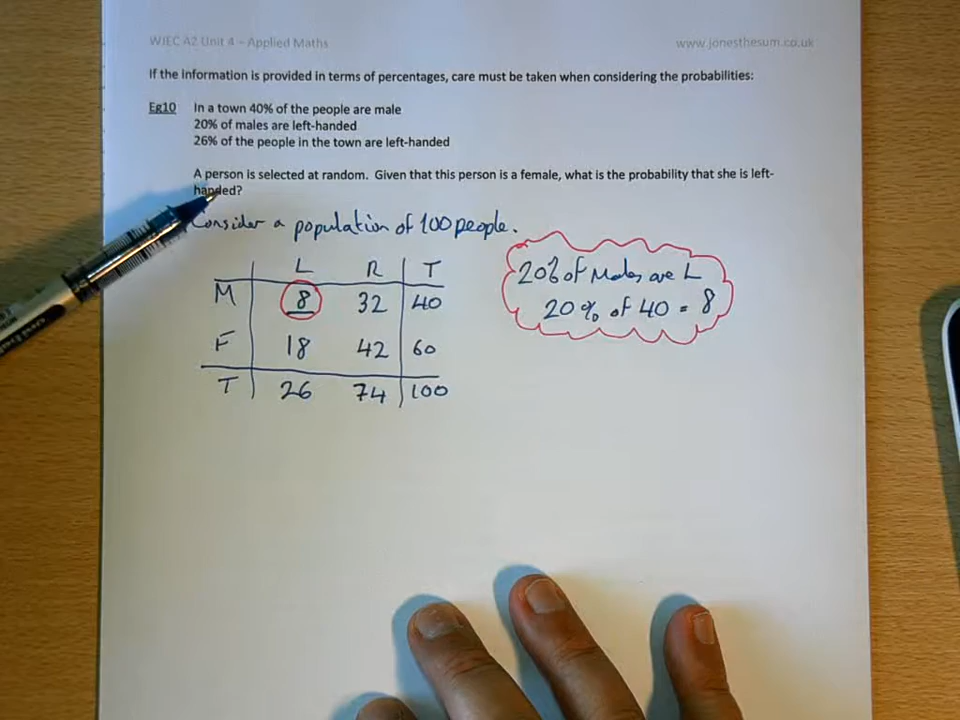 WJEC A2 Unit 4 – Applied Maths www.jonesthesum.co.uk
If the information is provided in terms of percentages, care must be taken when considering the probabilities:
Eg10 In a town 40% of the people are male
20% of males are left-handed
26% of the people in the town are left-handed
A person is selected at random. Given that this person is a female, what is the probability that she is left-
handed?
Consider a population of 100 people.
L R T
M 8 32 40
F 18 42 60
T 26 74 100
20% of Males are L
20% of 40 = 8